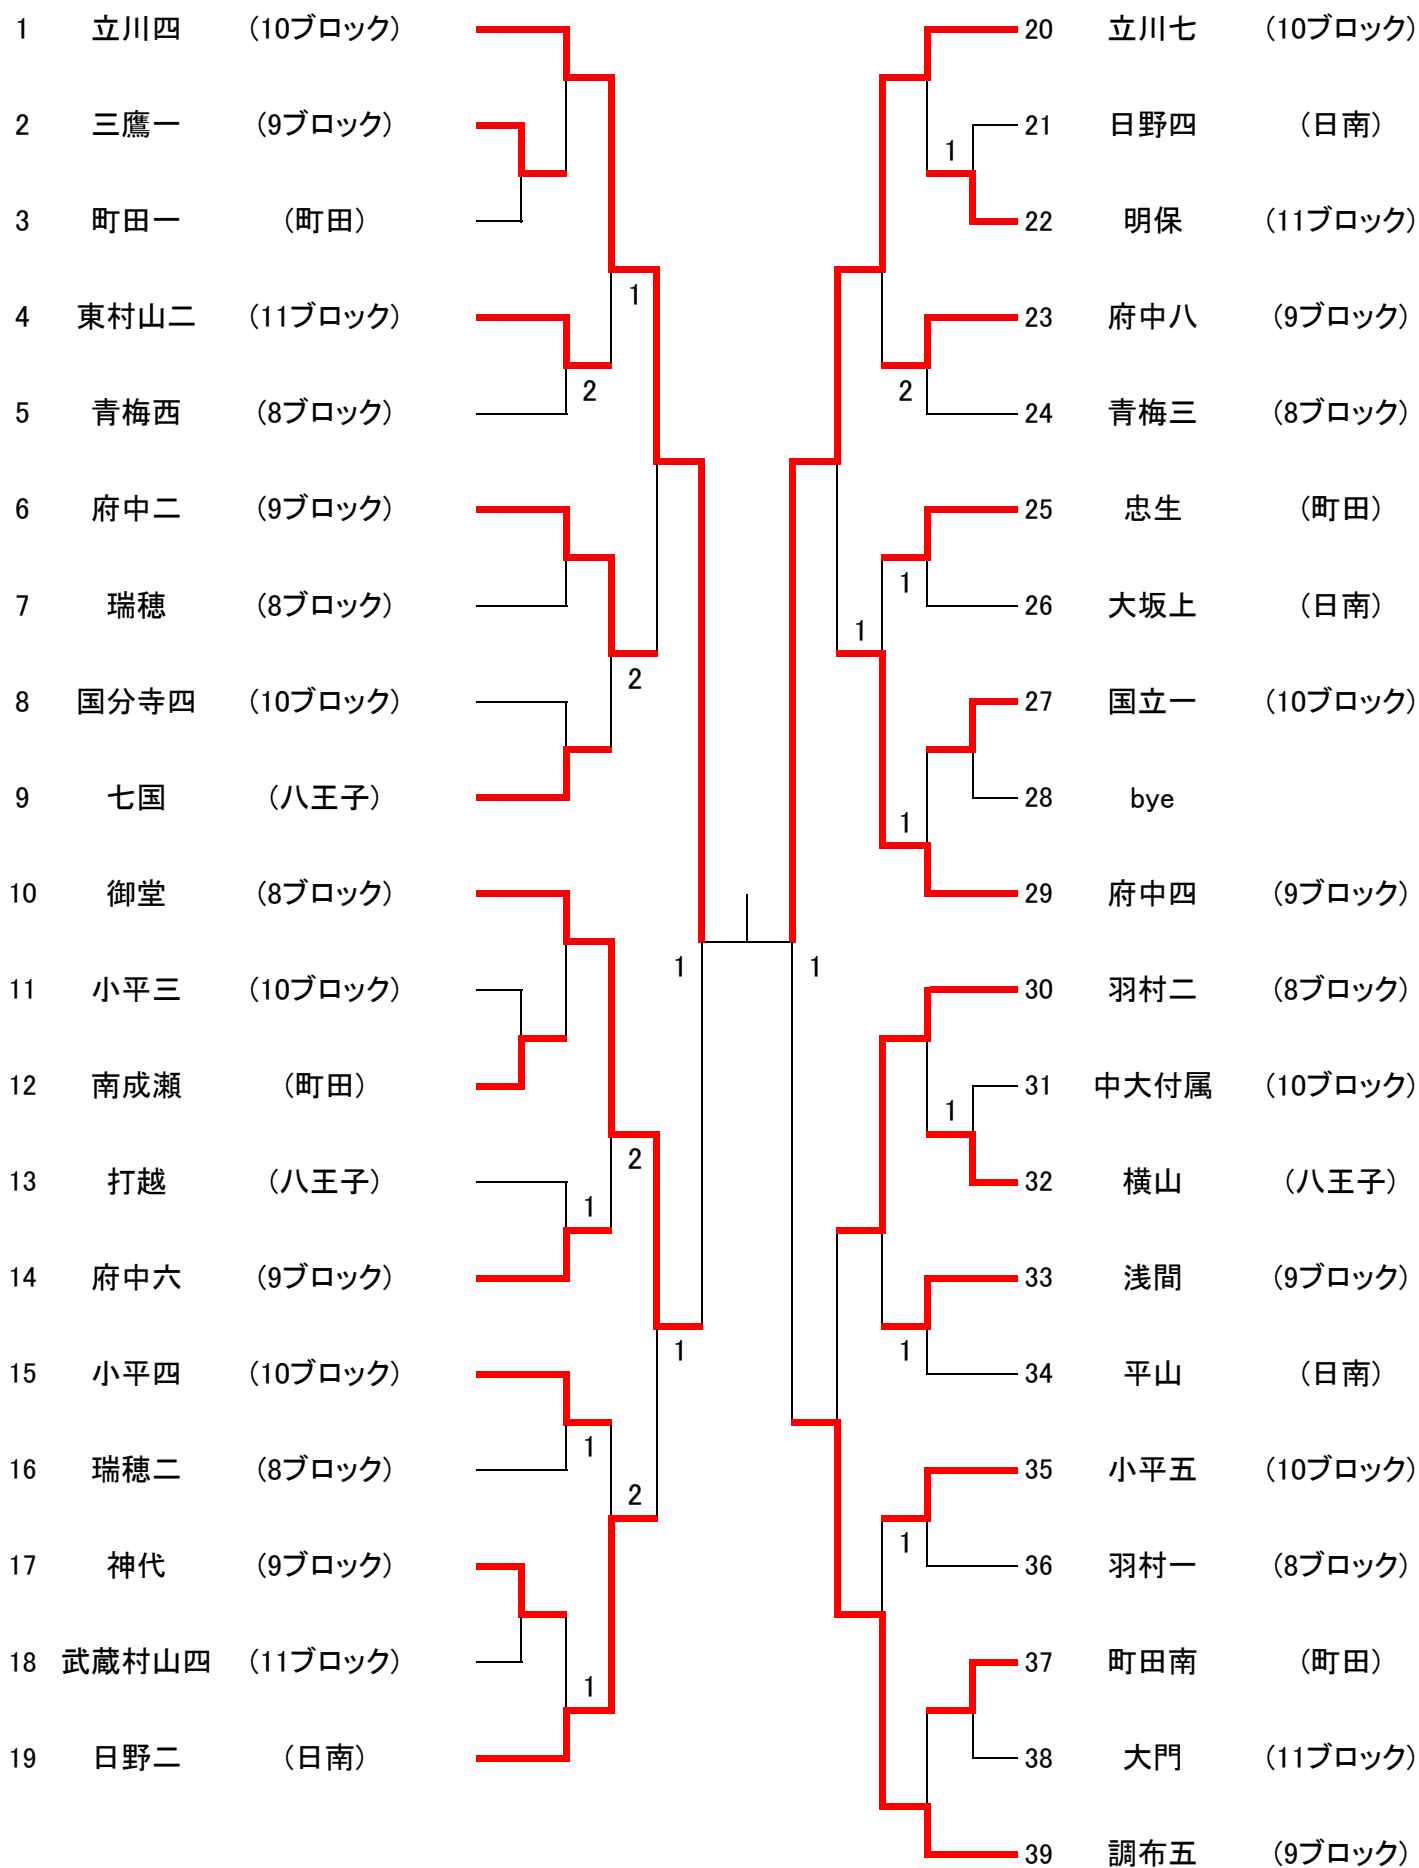 1 立川四 (10ブロック)
2 三鷹一 (9ブロック)
3 町田一 (町田)
1
4 東村山二 (11ブロック)
2
5 青梅西 (8ブロック)
6 府中二 (9ブロック)
7 瑞穂 (8ブロック)
2
8 国分寺四 (10ブロック)
9 七国 (八王子)
10 御堂 (8ブロック)
1
11 小平三 (10ブロック)
12 南成瀬 (町田)
2
13 打越 (八王子)
1
14 府中六 (9ブロック)
1
15 小平四 (10ブロック)
1
16 瑞穂二 (8ブロック)
2
17 神代 (9ブロック)
18 武蔵村山四 (11ブロック)
1
19 日野二 (日南)
20 立川七 (10ブロック)
21 日野四 (日南)
1
22 明保 (11ブロック)
23 府中八 (9ブロック)
2
24 青梅三 (8ブロック)
25 忠生 (町田)
1
26 大坂上 (日南)
1
27 国立一 (10ブロック)
28 bye
1
29 府中四 (9ブロック)
1
30 羽村二 (8ブロック)
31 中大付属 (10ブロック)
1
32 横山 (八王子)
33 浅間 (9ブロック)
1
34 平山 (日南)
35 小平五 (10ブロック)
1
36 羽村一 (8ブロック)
37 町田南 (町田)
38 大門 (11ブロック)
39 調布五 (9ブロック)